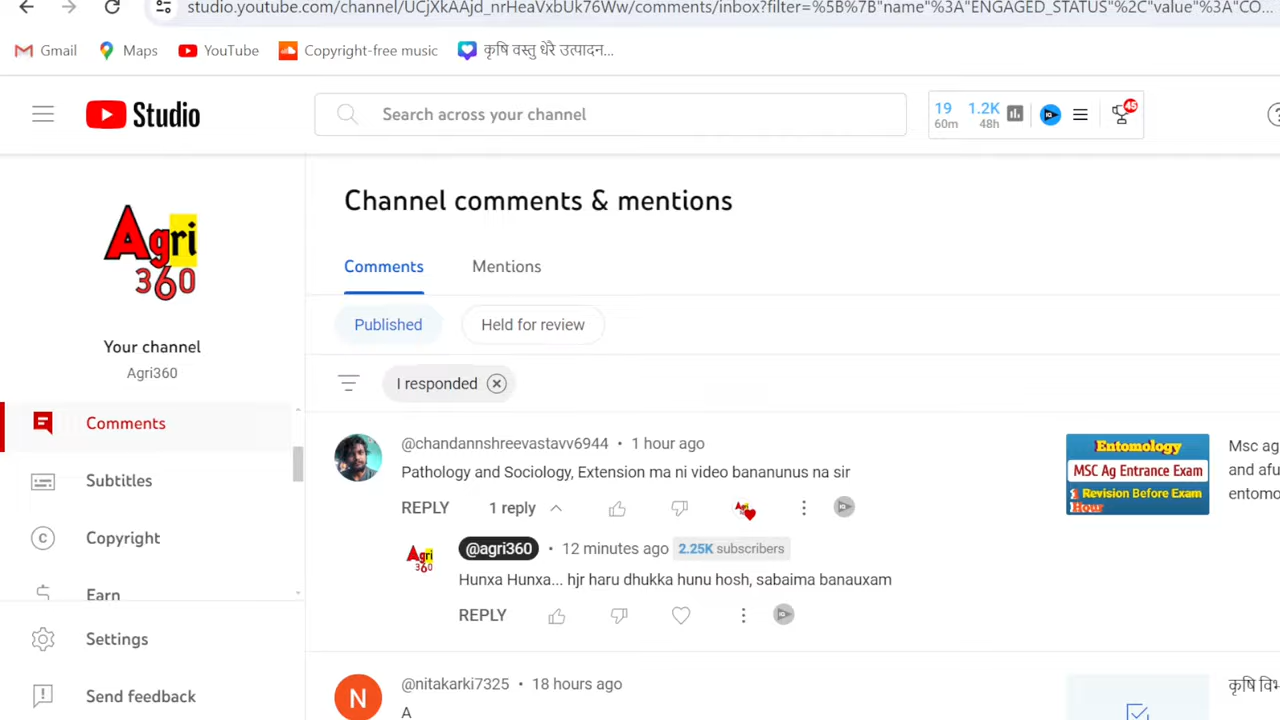 studio.youtube.com/channel/UCjXkAAjd_nrHeaVxbUk76Ww/comments/inbox?filter=%5B%7B"name"%3A"ENGAGED_STATUS"%2C"value"%3A"CO...
Gmail Maps YouTube Copyright-free music कृषि वस्तु धेरै उत्पादन...
Studio
Search across your channel
19 60m 1.2K 48h
45
Agri
360
Your channel
Agri360
Comments
Subtitles
Copyright
Earn
Settings
Send feedback
Channel comments & mentions
Comments Mentions
Published Held for review
I responded
@chandannshreevastavv6944 • 1 hour ago
Pathology and Sociology, Extension ma ni video bananunus na sir
REPLY 1 reply
@agri360 • 12 minutes ago 2.25K subscribers
Hunxa Hunxa... hjr haru dhukka hunu hosh, sabaima banauxam
REPLY
Entomology
MSC Ag Entrance Exam
1 Revision Before Exam
Hour
Msc ag
and afu
entomo
N
@nitakarki7325 • 18 hours ago
A